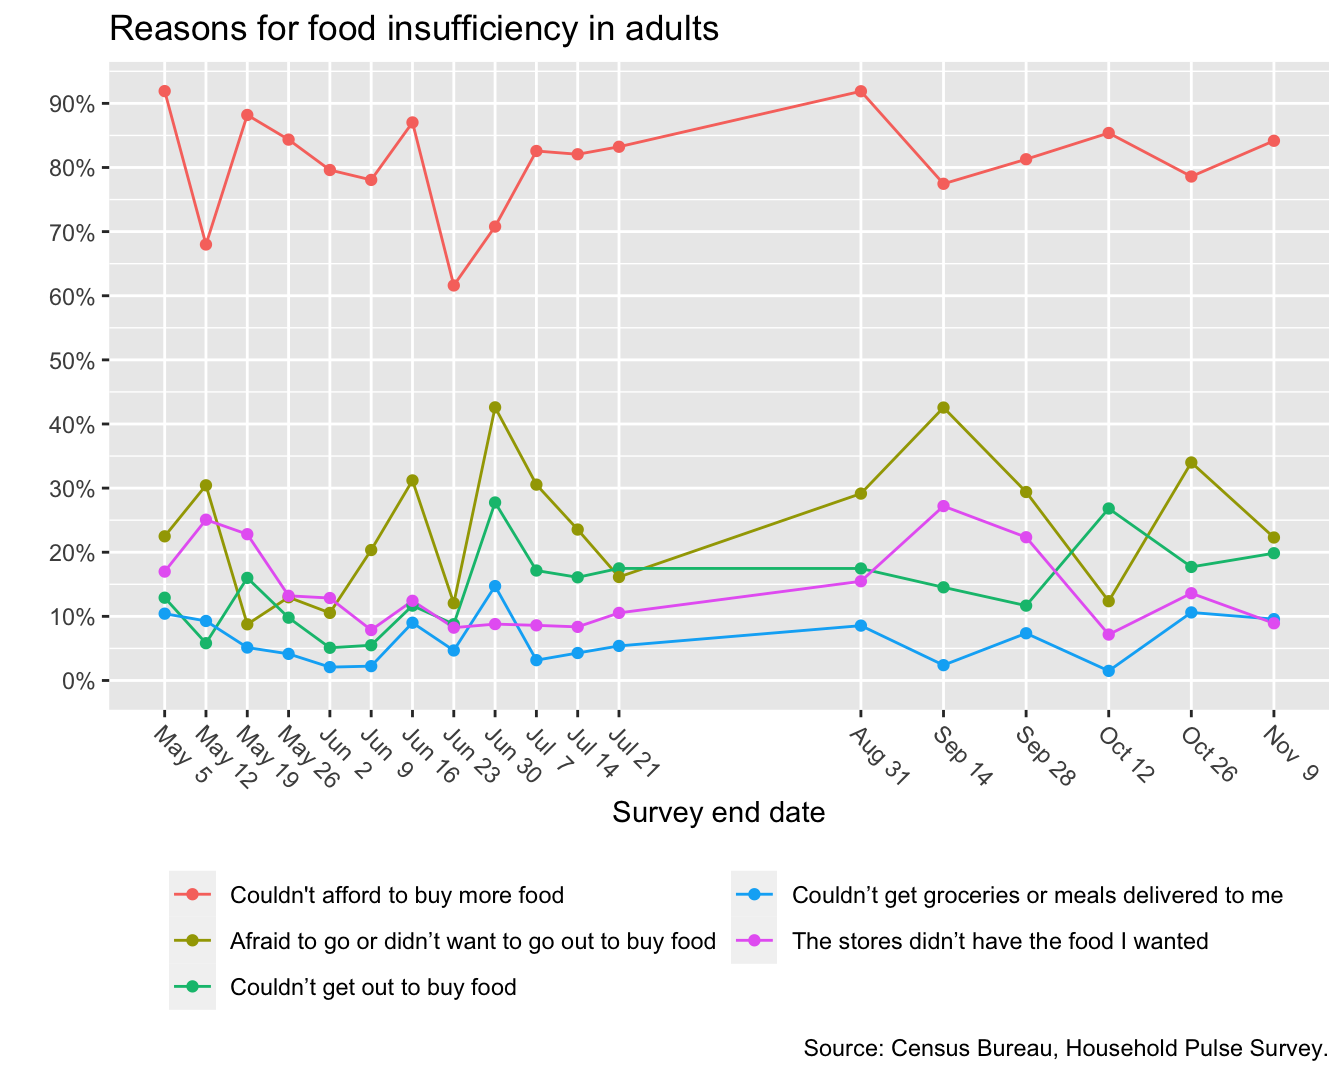 Reasons for food insufficiency in adults
90%
80%
70%
60%
50%
40%
30%
20%
10%
0%
May 5
May 12
May 19
May 26
Jun 2
Jun 9
Jun 16
Jun 23
Jun 30
Jul 7
Jul 14
Jul 21
Aug 31
Sep 14
Sep 28
Oct 12
Oct 26
Nov 9
Survey end date
Couldn't afford to buy more food
Afraid to go or didn’t want to go out to buy food
Couldn’t get out to buy food
Couldn’t get groceries or meals delivered to me
The stores didn’t have the food I wanted
Source: Census Bureau, Household Pulse Survey.